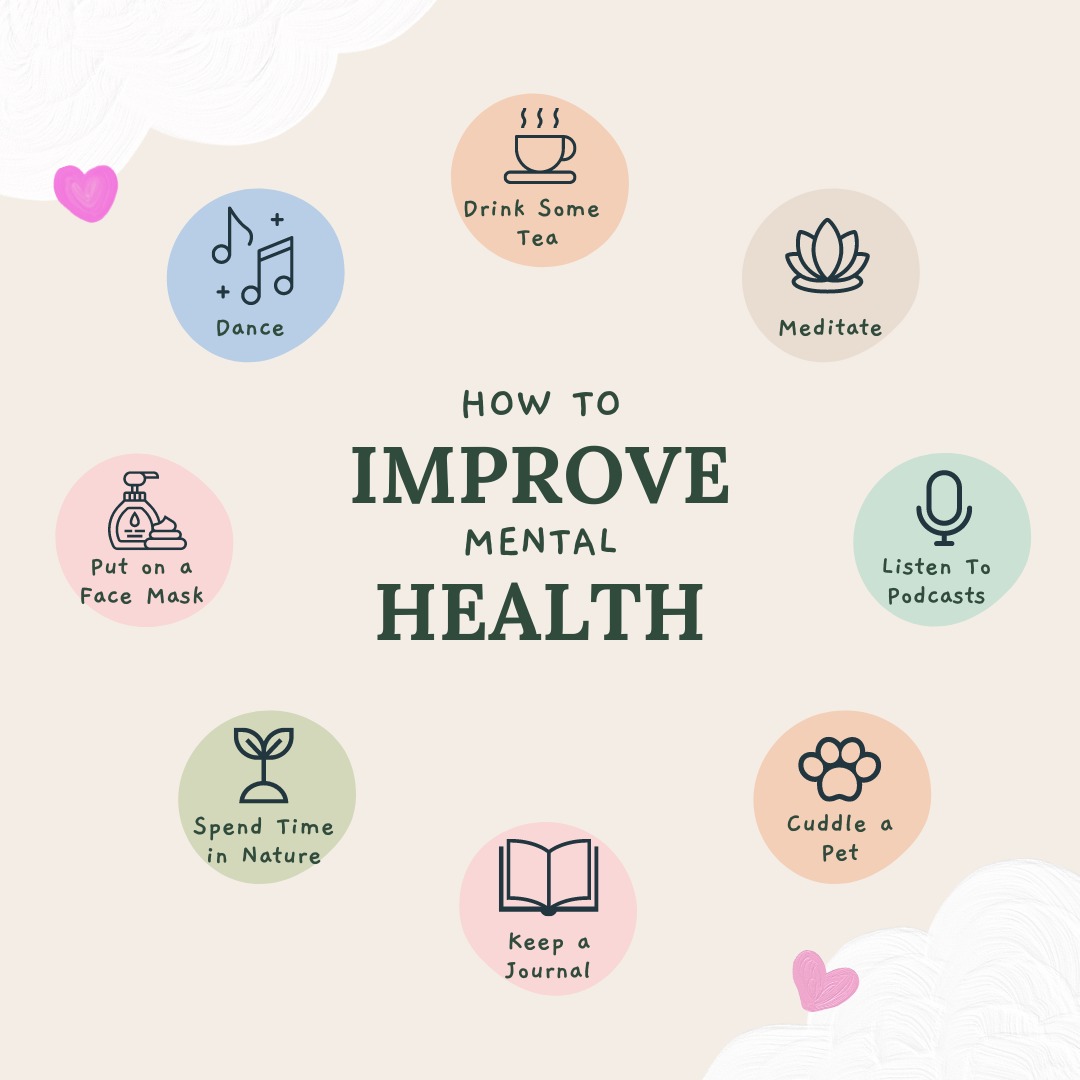 Drink Some
Tea
Dance
Meditate
HOW TO
IMPROVE
MENTAL
HEALTH
Put on a
Face Mask
Listen To
Podcasts
Spend Time
in Nature
Cuddle a
Pet
Keep a
Journal